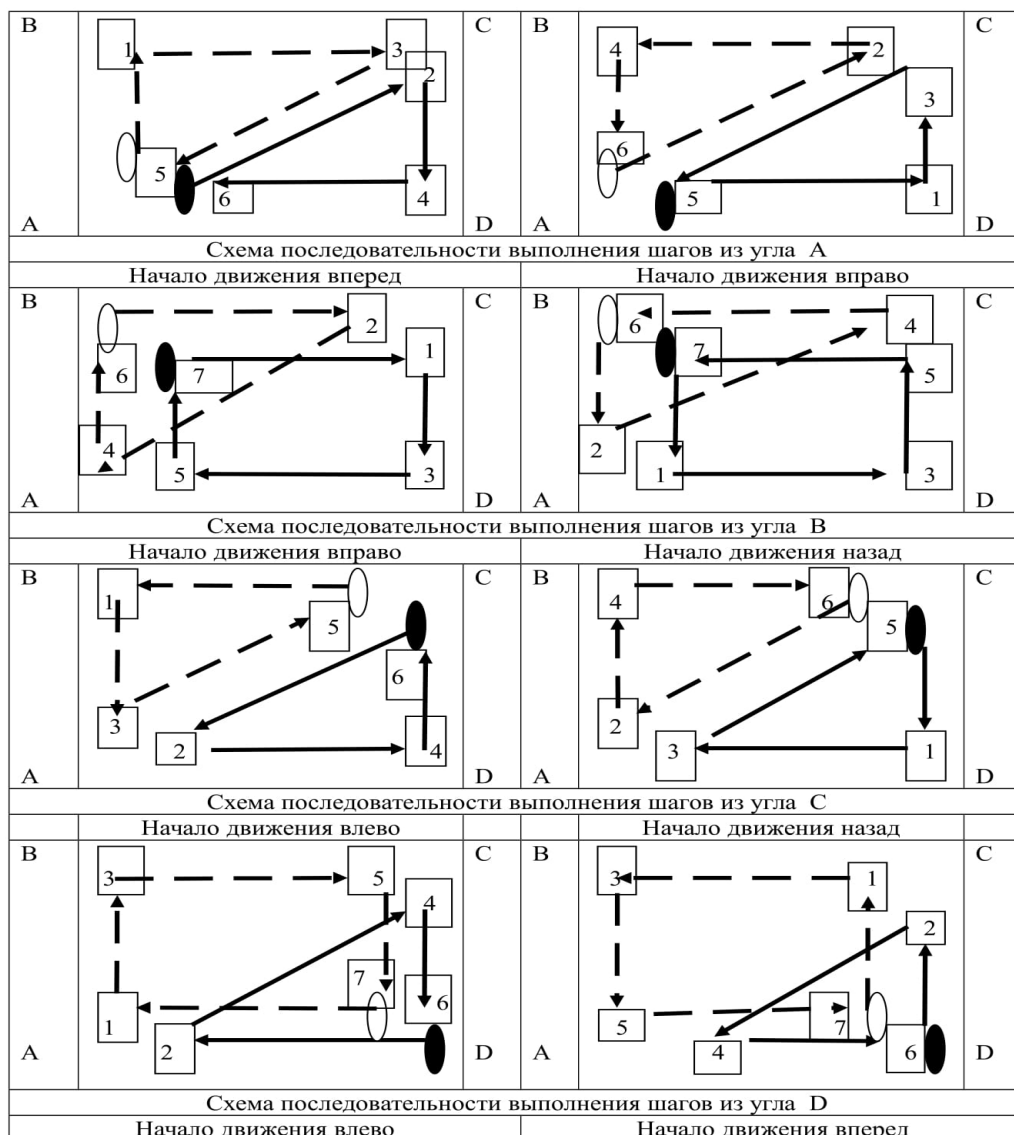 B 1 3 2 C B 4 2 C
5 6 4 6 3 5 1
A D A D
Схема последовательности выполнения шагов из угла A
Начало движения вперед Начало движения вправо
B 2 1 C B 6 7 4 C
6 7 5
4 5 3 2 1 3
A D A D
Схема последовательности выполнения шагов из угла B
Начало движения вправо Начало движения назад
B 1 5 C B 4 6 5 C
6
3 2 4 2 3 1
A D A D
Схема последовательности выполнения шагов из угла C
Начало движения влево Начало движения назад
B 3 5 4 C B 3 1 2 C
7 6
1 2 5 4 7 6
A D A D
Схема последовательности выполнения шагов из угла D
Начало движения влево Начало движения вперед